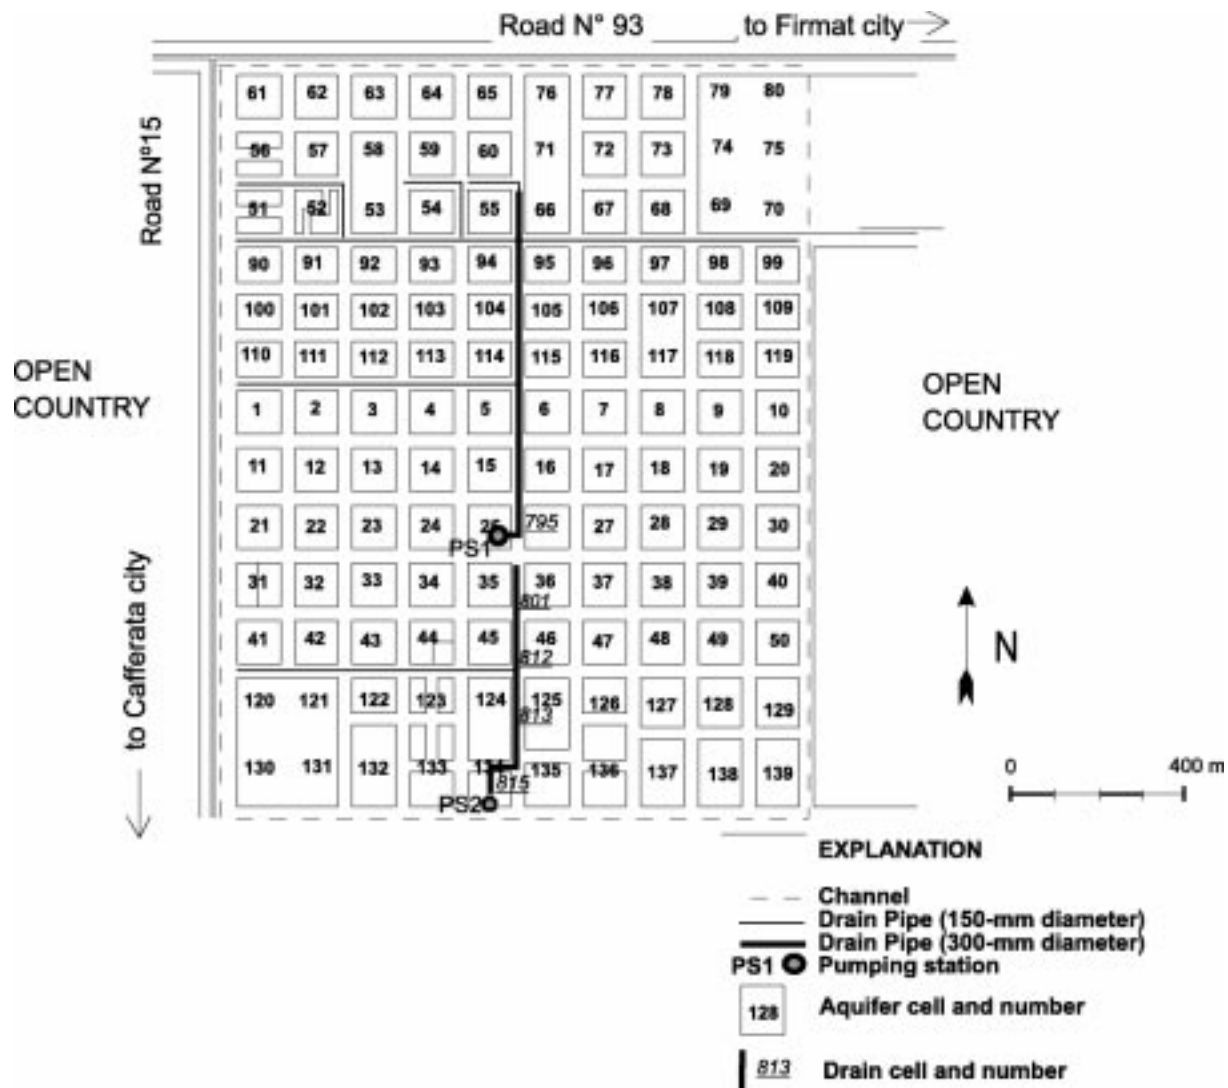 Road N° 93 to Firmat city
61 62 63 64 65 76 77 78 79 80
Road Nº15
56 57 58 59 60 71 72 73 74 75
51 52 53 54 55 66 67 68 69 70
90 91 92 93 94 95 96 97 98 99
100 101 102 103 104 105 106 107 108 109
110 111 112 113 114 115 116 117 118 119
OPEN
COUNTRY
OPEN
COUNTRY
1 2 3 4 5 6 7 8 9 10
11 12 13 14 15 16 17 18 19 20
21 22 23 24 795 27 28 29 30
PS1
31 32 33 34 35 36 37 38 39 40
801
to Cafferata city
N
41 42 43 44 45 46 47 48 49 50
812
120 121 122 123 124 125 126 127 128 129
813
130 131 132 133 134 135 136 137 138 139
815
PS2
0 400 m
EXPLANATION
Channel
Drain Pipe (150-mm diameter)
Drain Pipe (300-mm diameter)
PS1 Pumping station
128 Aquifer cell and number
813 Drain cell and number